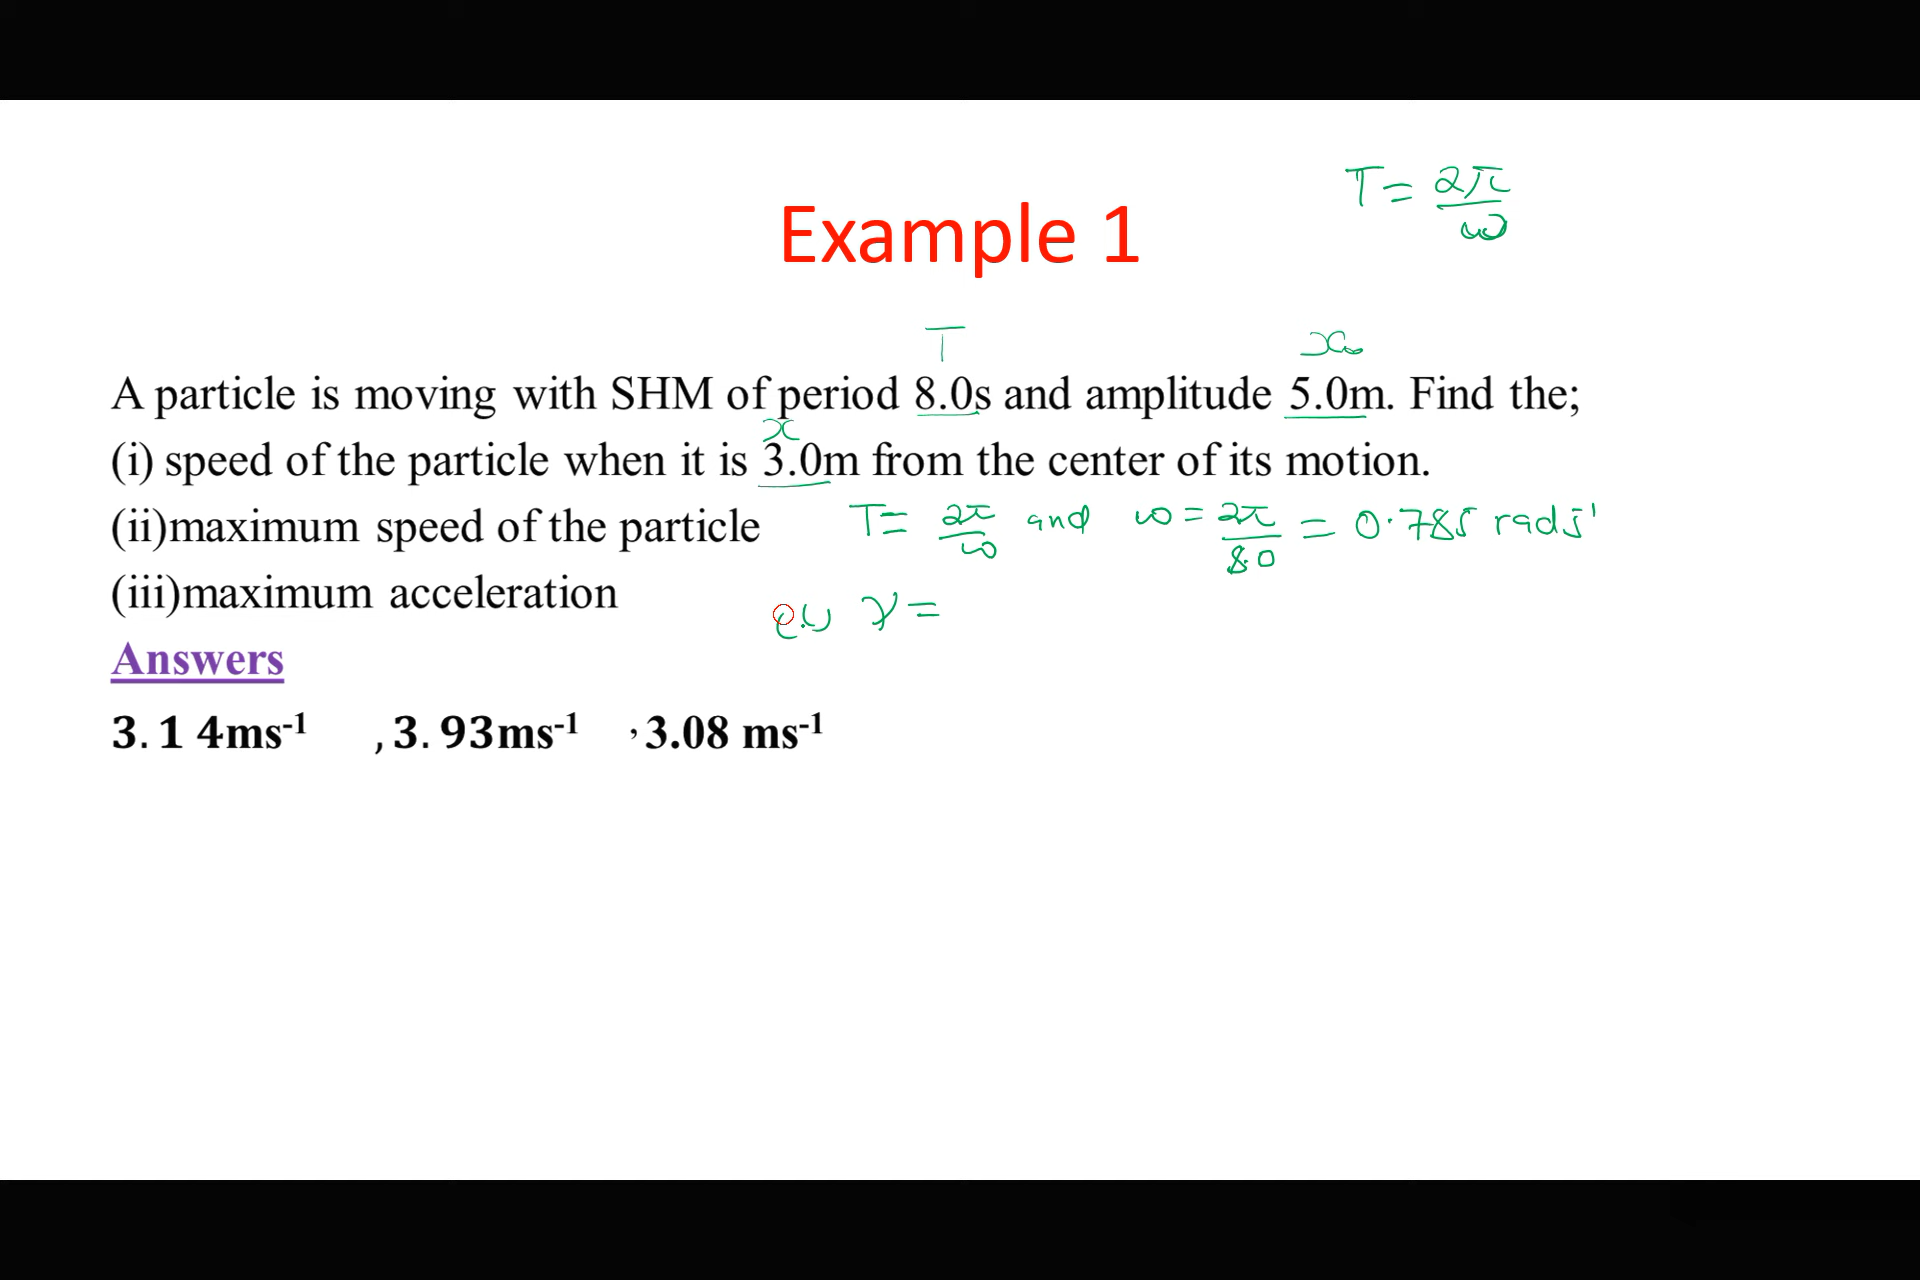 T = 2π/ω
Example 1
T x₀
A particle is moving with SHM of period 8.0s and amplitude 5.0m. Find the;
x
(i) speed of the particle when it is 3.0m from the center of its motion.
(ii)maximum speed of the particle T = 2π/ω and ω = 2π/8.0 = 0.785 rads⁻¹
(iii)maximum acceleration (i) v =
Answers
3.1 4ms⁻¹ ,3.93ms⁻¹ ,3.08 ms⁻¹